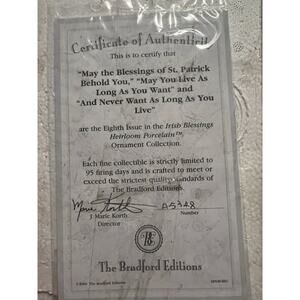 Certificate of Authenticity
This is to certify that
"May the Blessings of St. Patrick
Behold You," "May You Live As
Long As You Want" and
"And Never Want As Long As You
Live"
are the Eighth Issue in the Irish Blessings
Heirloom Porcelain™
Ornament Collection.
Each fine collectible is strictly limited to
95 firing days and is crafted to meet or
exceed the strictest quality standards of
The Bradford Editions.
A5348
J. Marie Korth
Director
Number
The Bradford Editions